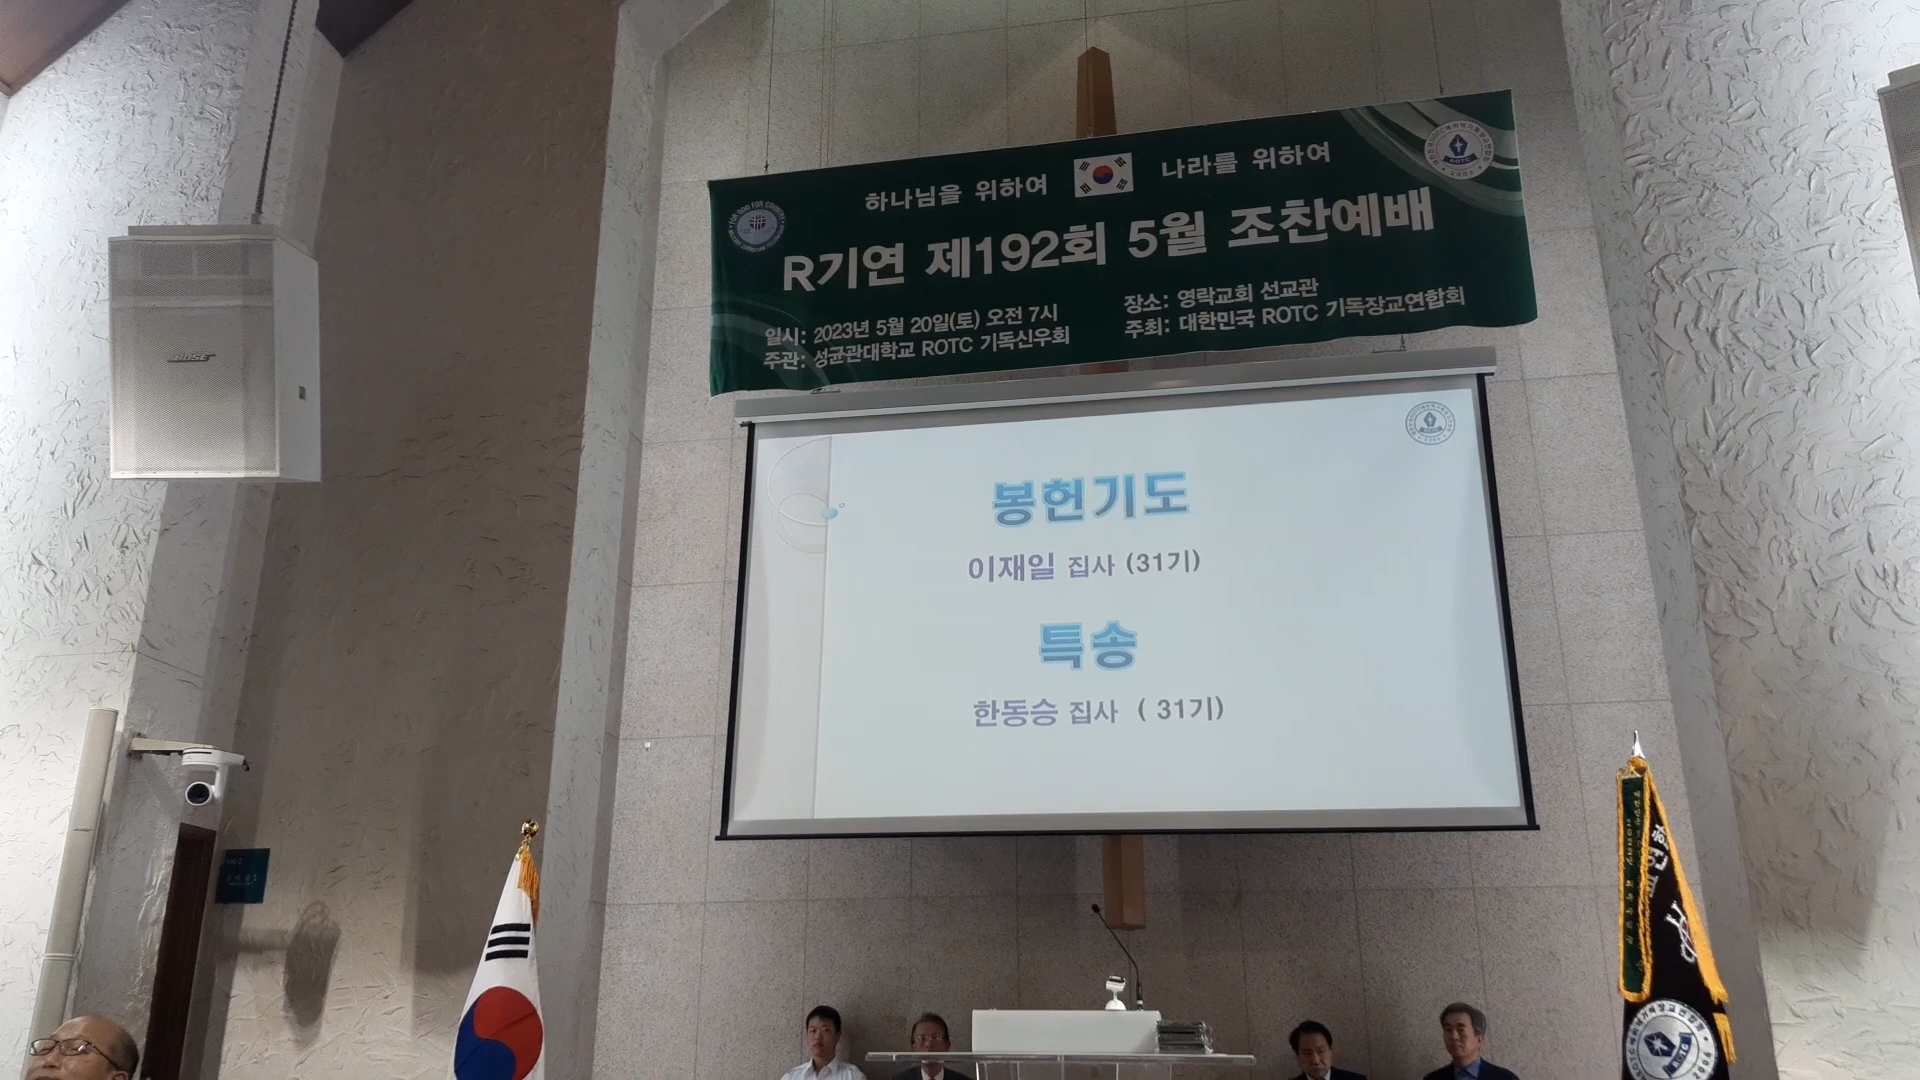 하나님을 위하여 나라를 위하여
R기연 제192회 5월 조찬예배
일시: 2023년 5월 20일(토) 오전 7시
장소: 영락교회 선교관
주관: 성균관대학교 ROTC 기독신우회
주최: 대한민국 ROTC 기독장교연합회
봉헌기도
이재일 집사 (31기)
특송
한동승 집사 ( 31기)
BOSE
ROTC